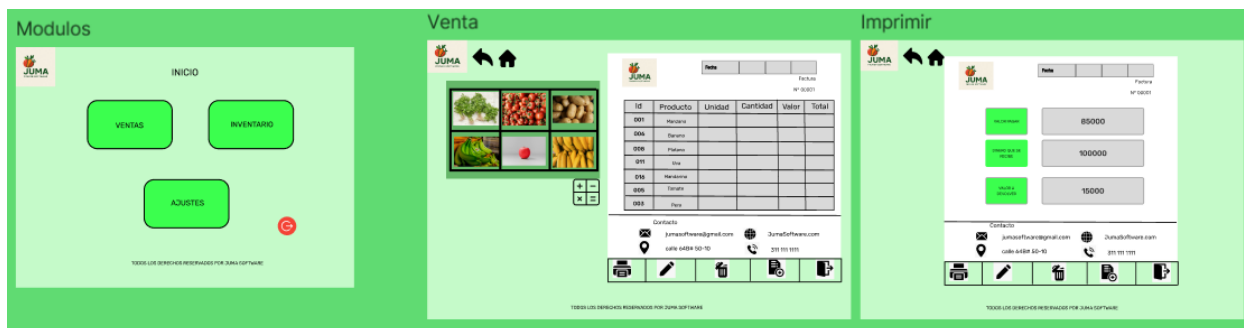 Modulos
JUMA
INICIO
VENTAS
INVENTARIO
AJUSTES
TODOS LOS DERECHOS RESERVADOS POR JUMA SOFTWARE
Venta
JUMA
JUMA
Fecha
Factura
N° 00001
Id Producto Unidad Cantidad Valor Total
001 Manzana
006 Banano
008 Platano
011 Uva
016 Mandarina
005 Tomate
003 Papa
Contacto
jumasoftware@gmail.com JumaSoftware.com
calle 64B# 50-10 311 111 1111
TODOS LOS DERECHOS RESERVADOS POR JUMA SOFTWARE
Imprimir
JUMA
JUMA
Fecha
Factura
N° 00001
85000
100000
VALOR A
DEVOLVER 15000
Contacto
jumasoftware@gmail.com JumaSoftware.com
calle 64B# 50-10 311 111 1111
TODOS LOS DERECHOS RESERVADOS POR JUMA SOFTWARE